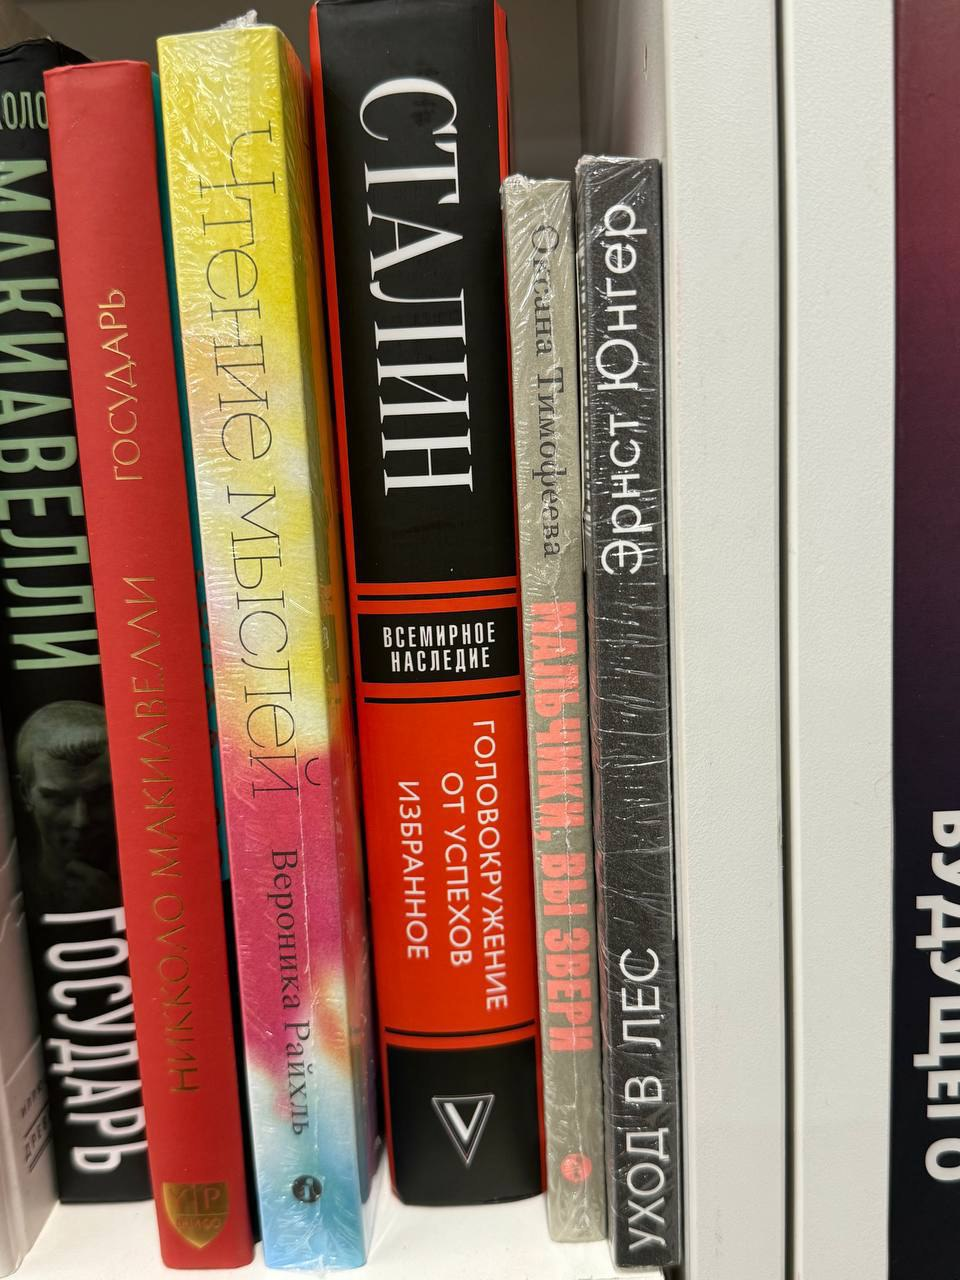 МАКИАВЕЛЛИ
ГОСУДАРЬ
НИККОЛО МАКИАВЕЛЛИ
ГОСУДАРЬ
Чтение мыслей
Вероника Райхль
СТАЛИН
ВСЕМИРНОЕ
НАСЛЕДИЕ
ГОЛОВОКРУЖЕНИЕ
ОТ УСПЕХОВ
ИЗБРАННОЕ
Оксана Тимофеева
МАЛЬЧИКИ, ВЫ ЗВЕРИ
Эрнст Юнгер
УХОД В ЛЕС
БУДУЩЕГО